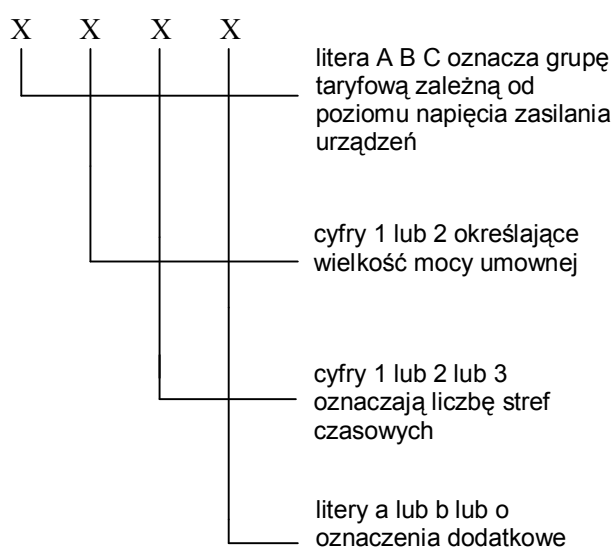 X X X X
litera A B C oznacza grupę
taryfową zależną od
poziomu napięcia zasilania
urządzeń
cyfry 1 lub 2 określające
wielkość mocy umownej
cyfry 1 lub 2 lub 3
oznaczają liczbę stref
czasowych
litery a lub b lub o
oznaczenia dodatkowe